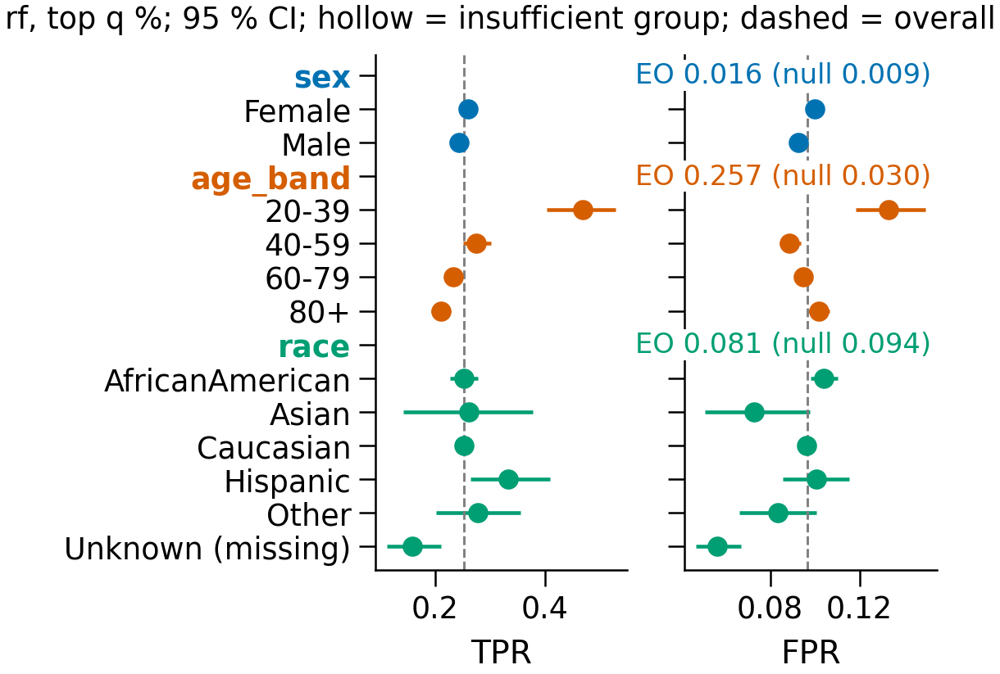 rf, top q %; 95 % CI; hollow = insufficient group; dashed = overall
sex EO 0.016 (null 0.009)
Female
Male
age_band EO 0.257 (null 0.030)
20-39
40-59
60-79
80+
race EO 0.081 (null 0.094)
AfricanAmerican
Asian
Caucasian
Hispanic
Other
Unknown (missing)
0.2 0.4 0.08 0.12
TPR FPR